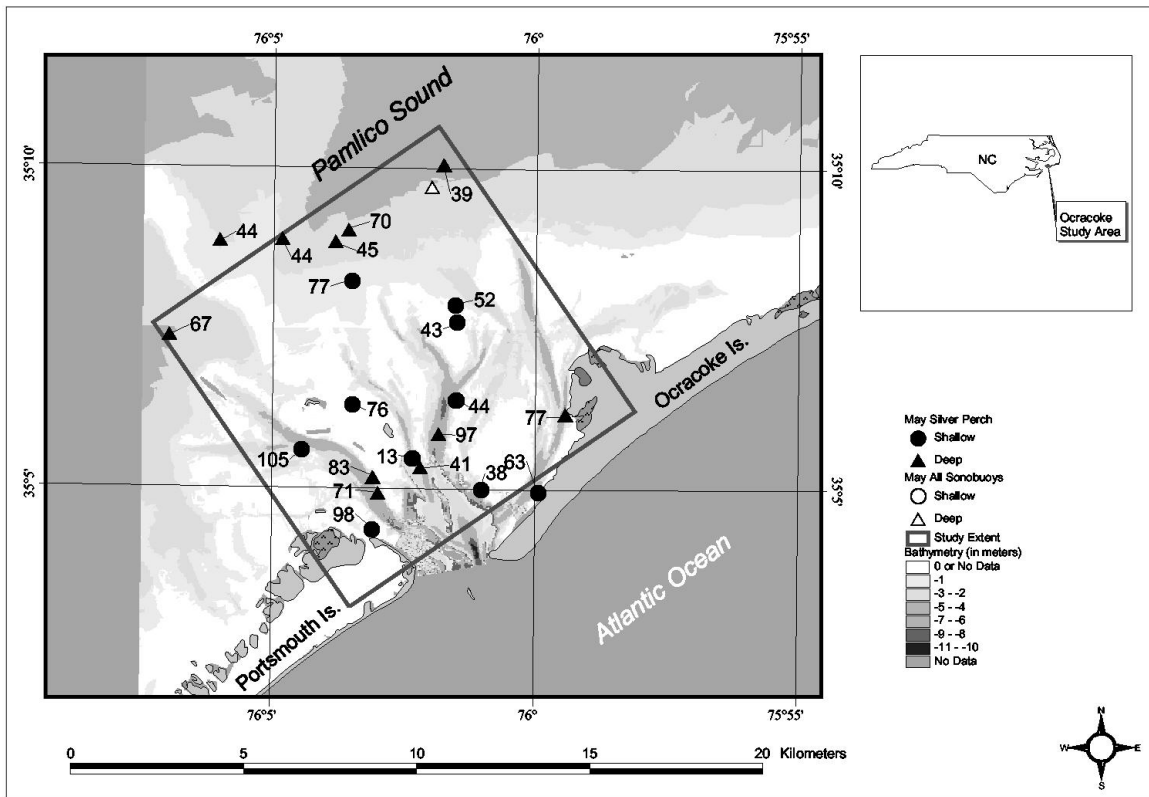 76°5'
76°
75°55'
Pamlico Sound
35°10'
35°10'
39
70
44
44
45
77
52
43
67
Ocracoke Is.
76
44
77
97
13
41
105
83
38
63
35°5'
35°5'
71
98
Atlantic Ocean
Portsmouth Is.
76°5'
76°
75°55'
0
5
10
15
20
Kilometers
NC
Ocracoke
Study Area
May Silver Perch
Shallow
Deep
May All Sonobuoys
Shallow
Deep
Study Extent
Bathymetry (in meters)
0 or No Data
-1
-3 - -2
-5 - -4
-7 - -6
-9 - -8
-11 - -10
No Data
N
W
E
S